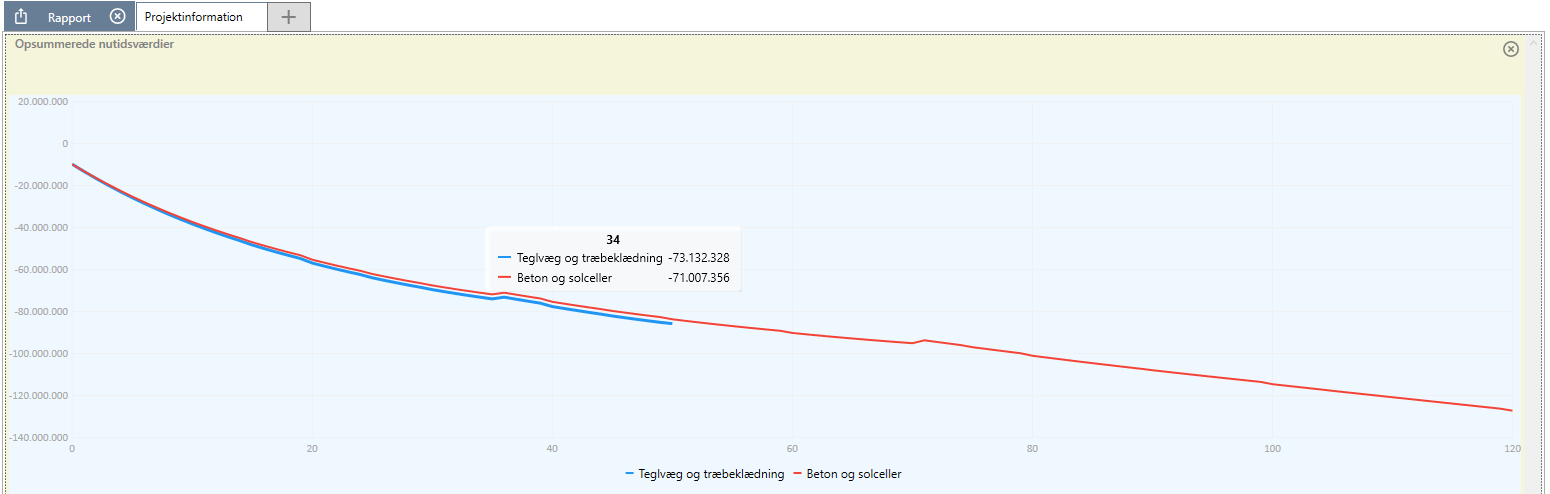 Rapport
Projektinformation
Opsummerede nutidsværdier
20.000.000
0
-20.000.000
-40.000.000
-60.000.000
-80.000.000
-100.000.000
-120.000.000
-140.000.000
34
Teglvæg og træbeklædning -73.132.328
Beton og solceller -71.007.356
0 20 40 60 80 100 120
Teglvæg og træbeklædning Beton og solceller